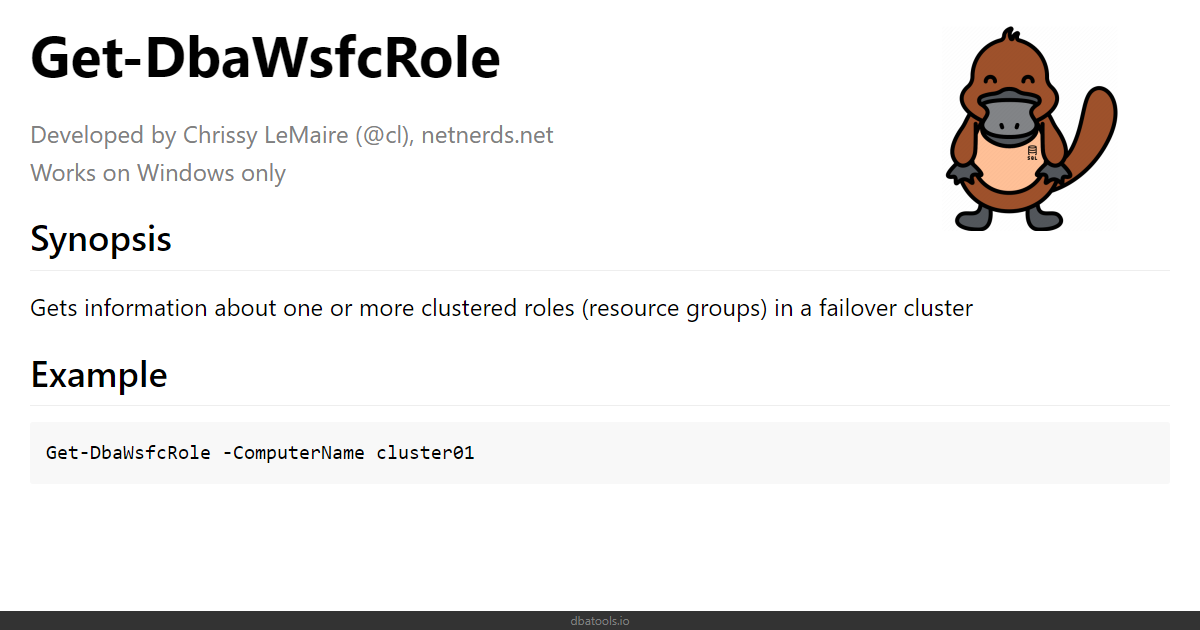 Get-DbaWsfcRole
Developed by Chrissy LeMaire (@cl), netnerds.net
Works on Windows only
SQL
Synopsis
Gets information about one or more clustered roles (resource groups) in a failover cluster
Example
Get-DbaWsfcRole -ComputerName cluster01
dbatools.io